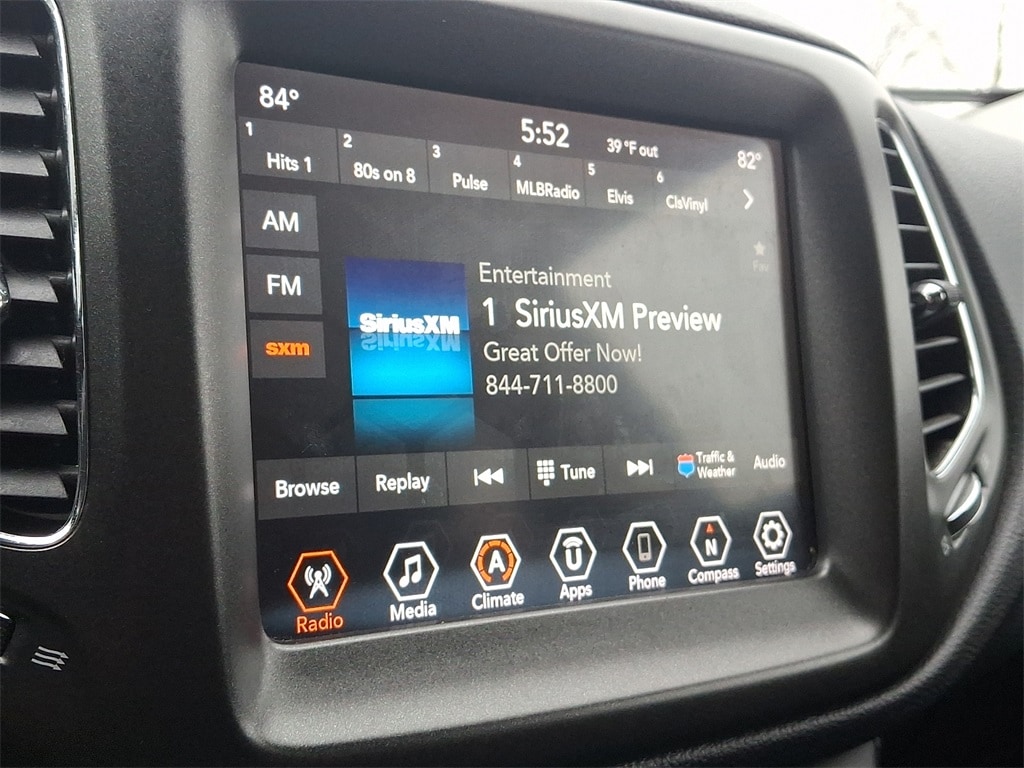 84°
5:52
39 °F out
82°
1 Hits 1
2 80s on 8
3 Pulse
4 MLBRadio
5 Elvis
6 ClsVinyl
AM
FM
sxm
Fav
SiriusXM
Entertainment
1 SiriusXM Preview
Great Offer Now!
844-711-8800
Browse
Replay
Tune
Traffic &
Weather
Audio
Radio
Media
A
Climate
U
Apps
Phone
N
Compass
Settings